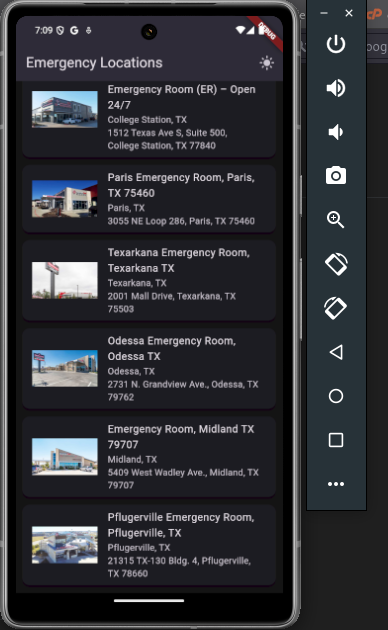 7:09 G
DEBUG
Emergency Locations
Emergency Room (ER) – Open
24/7
College Station, TX
1512 Texas Ave S, Suite 500,
College Station, TX 77840
Paris Emergency Room, Paris,
TX 75460
Paris, TX
3055 NE Loop 286, Paris, TX 75460
Texarkana Emergency Room,
Texarkana TX
Texarkana, TX
2001 Mall Drive, Texarkana, TX
75503
Odessa Emergency Room,
Odessa TX
Odessa, TX
2731 N. Grandview Ave., Odessa, TX
79762
Emergency Room, Midland TX
79707
Midland, TX
5409 West Wadley Ave., Midland, TX
79707
Pflugerville Emergency Room,
Pflugerville, TX
Pflugerville, TX
21315 TX-130 Bldg. 4, Pflugerville,
TX 78660